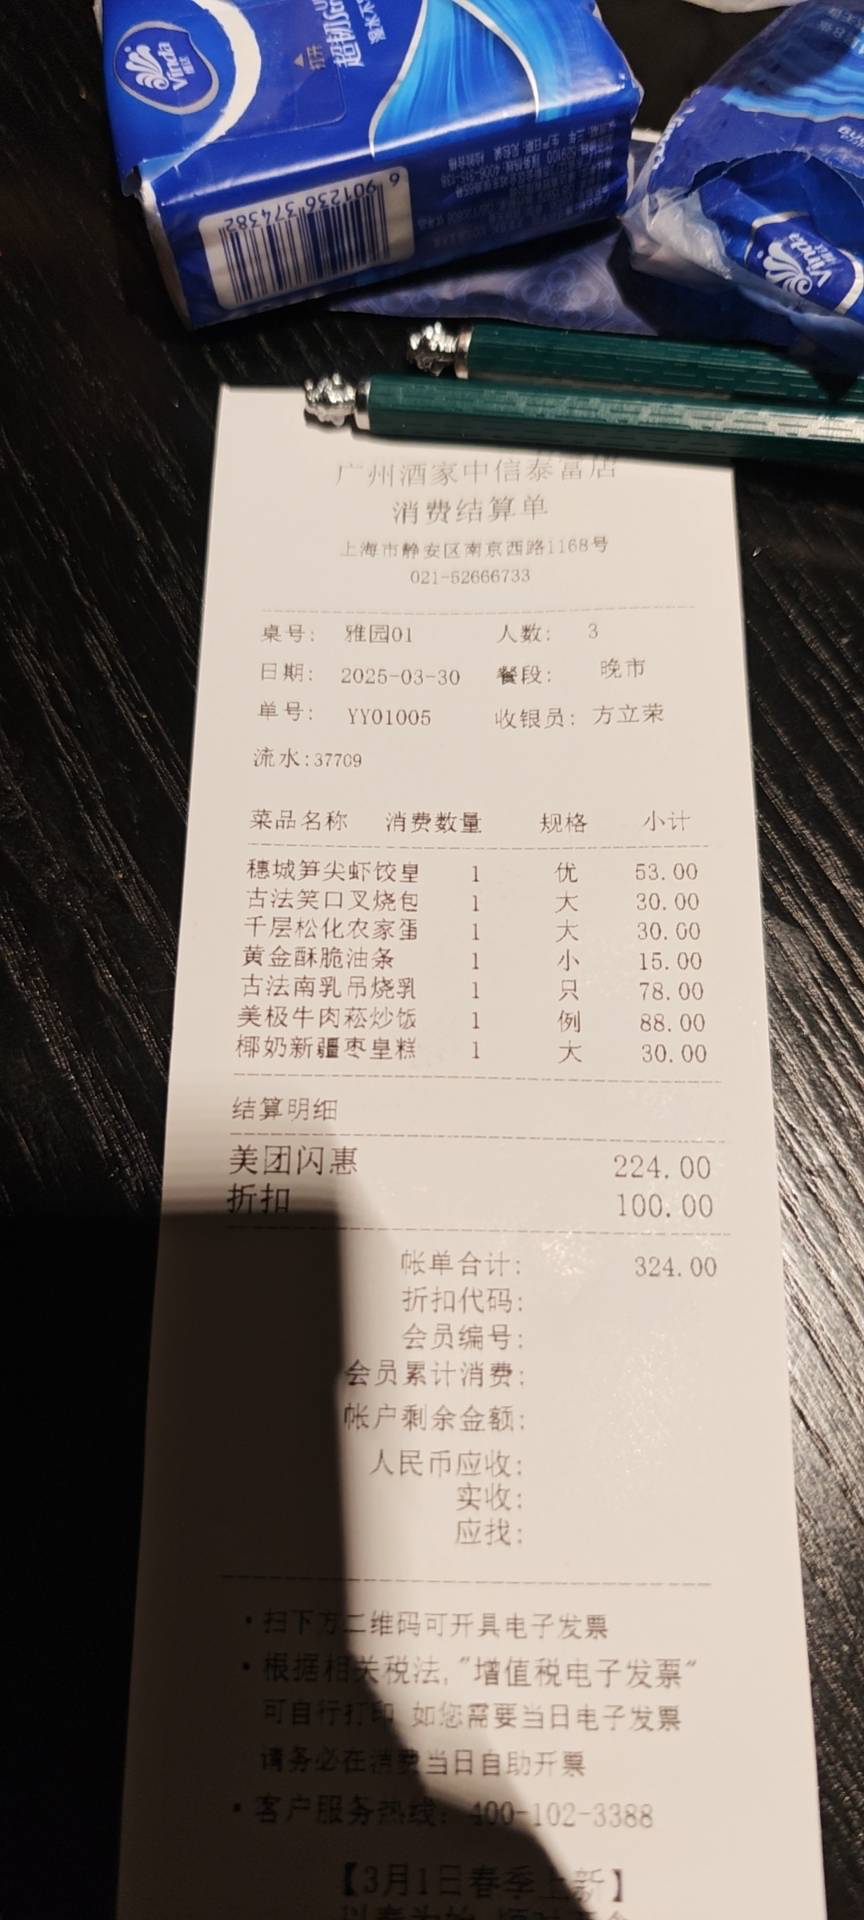 Vinda
维达
超韧
6 901236 374382
Vinda
广州酒家中信泰富店
消费结算单
上海市静安区南京西路1168号
021-52666733
桌号: 雅园01 人数: 3
日期: 2025-03-30 餐段: 晚市
单号: YY01005 收银员: 方立荣
流水:37709
菜品名称 消费数量 规格 小计
穗城笋尖虾饺皇 1 优 53.00
古法笑口叉烧包 1 大 30.00
千层松化农家蛋 1 大 30.00
黄金酥脆油条 1 小 15.00
古法南乳吊烧乳 1 只 78.00
美极牛肉菘炒饭 1 例 88.00
椰奶新疆枣皇糕 1 大 30.00
结算明细
美团闪惠 224.00
折扣 100.00
帐单合计: 324.00
折扣代码:
会员编号:
会员累计消费:
帐户剩余金额:
人民币应收:
实收:
应找:
·扫下方二维码可开具电子发票
·根据相关税法,"增值税电子发票"
可自行打印 如您需要当日电子发票
请务必在消费当日自助开票
·客户服务热线: 400-102-3388
【3月1日春季上新】